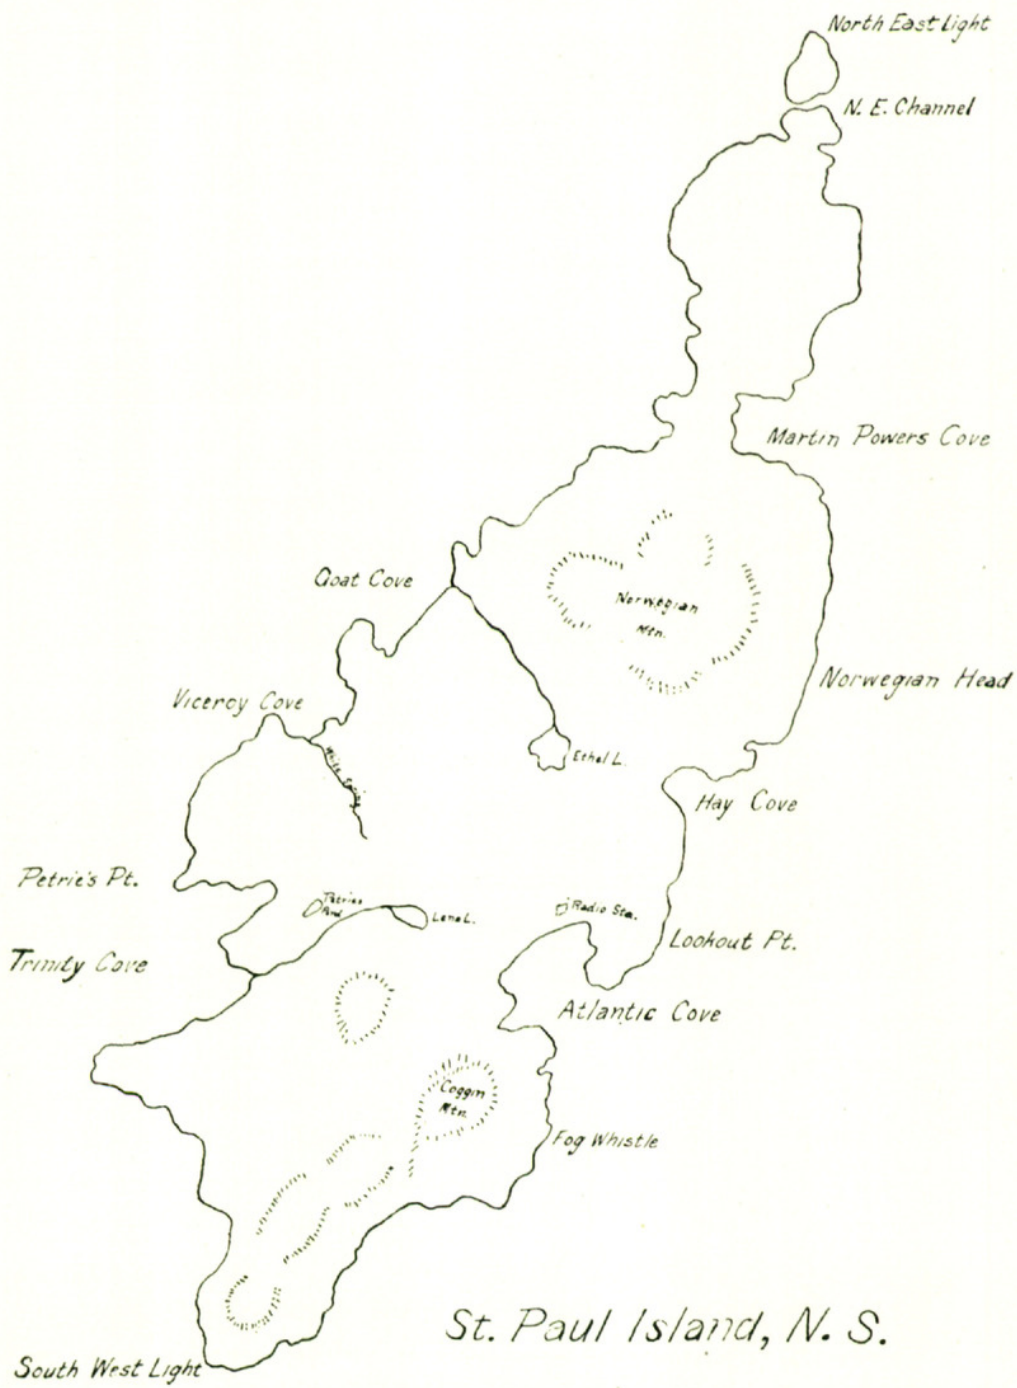 North East Light
N. E. Channel
Martin Powers Cove
Goat Cove
Norwegian
Mtn.
Norwegian Head
Viceroy Cove
Ethel L.
Hay Cove
Petrie's Pt.
Petries
Pond
Lena L.
Radio Sta.
Lookout Pt.
Trinity Cove
Atlantic Cove
Coggin
Mtn.
Fog Whistle
St. Paul Island, N. S.
South West Light